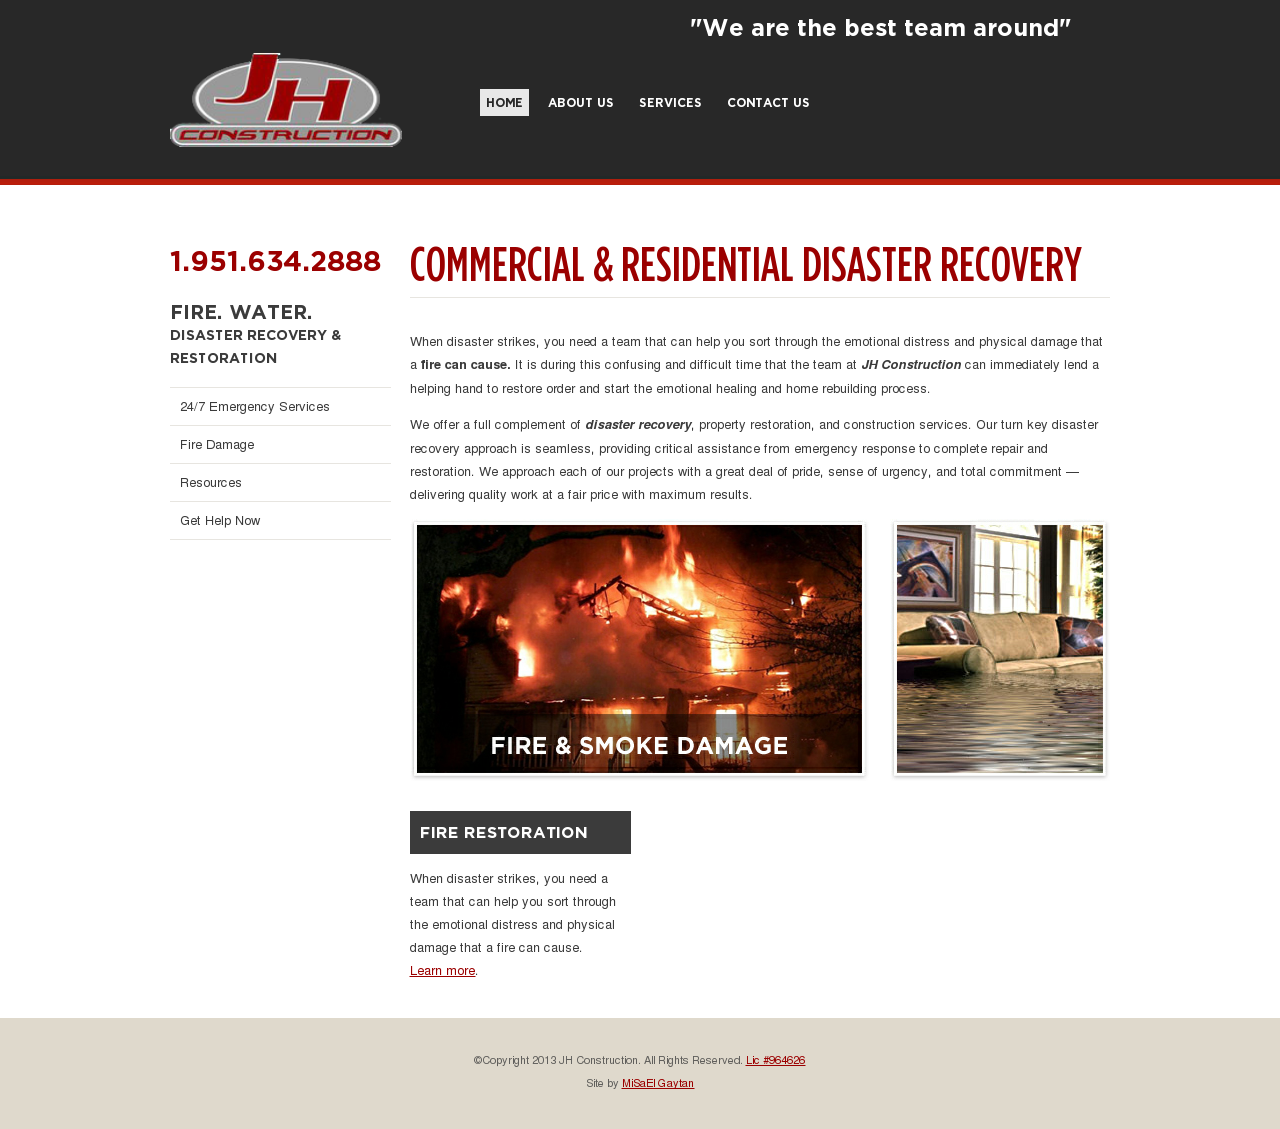 "We are the best team around"
JH
CONSTRUCTION
HOME
ABOUT US
SERVICES
CONTACT US
1.951.634.2888
FIRE. WATER.
DISASTER RECOVERY &
RESTORATION
24/7 Emergency Services
Fire Damage
Resources
Get Help Now
COMMERCIAL & RESIDENTIAL DISASTER RECOVERY
When disaster strikes, you need a team that can help you sort through the emotional distress and physical damage that
a fire can cause. It is during this confusing and difficult time that the team at JH Construction can immediately lend a
helping hand to restore order and start the emotional healing and home rebuilding process.
We offer a full complement of disaster recovery, property restoration, and construction services. Our turn key disaster
recovery approach is seamless, providing critical assistance from emergency response to complete repair and
restoration. We approach each of our projects with a great deal of pride, sense of urgency, and total commitment —
delivering quality work at a fair price with maximum results.
FIRE & SMOKE DAMAGE
FIRE RESTORATION
When disaster strikes, you need a
team that can help you sort through
the emotional distress and physical
damage that a fire can cause.
Learn more.
©Copyright 2013 JH Construction. All Rights Reserved. Lic #964626
Site by MiSaEl Gaytan